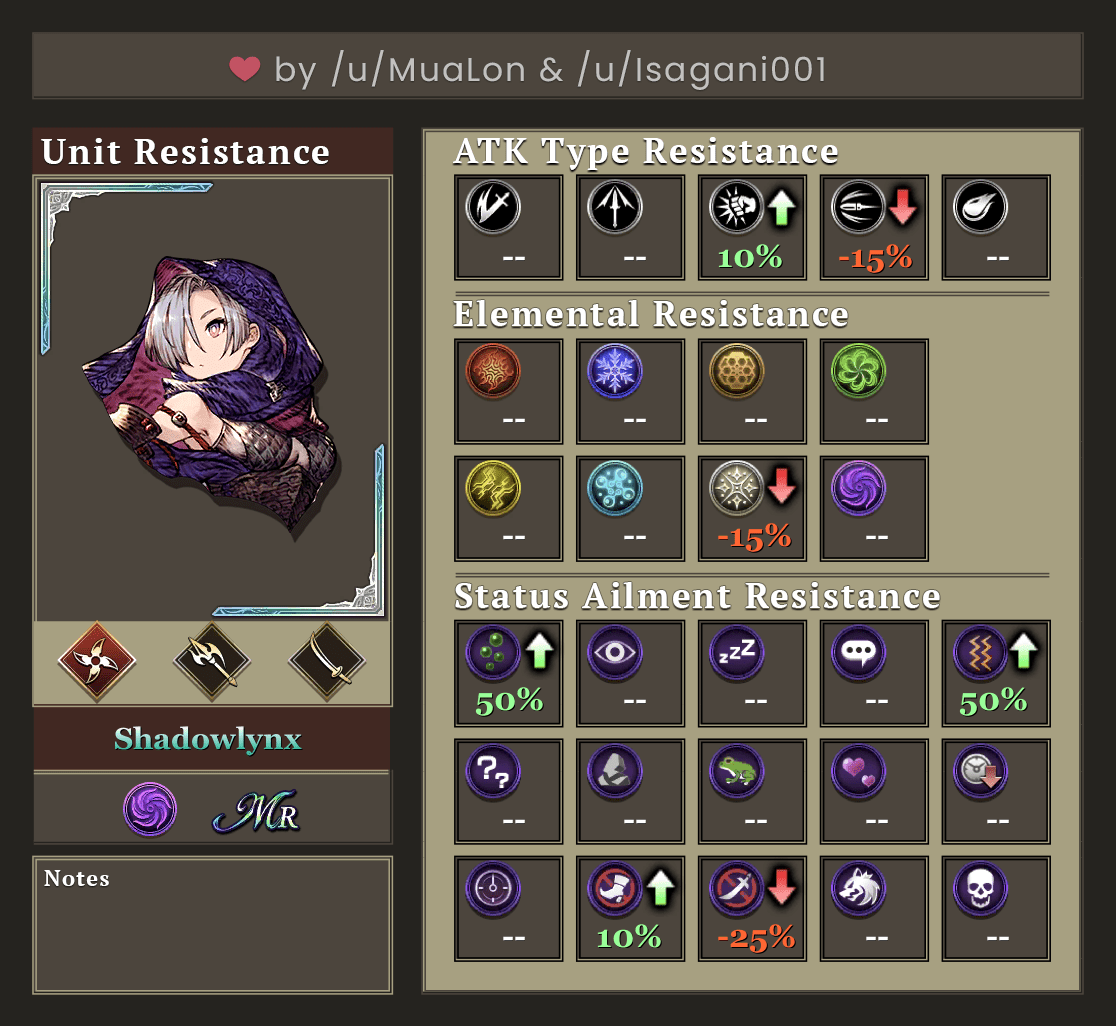 by /u/MuaLon & /u/Isagani001
Unit Resistance
Shadowlynx
MR
Notes
ATK Type Resistance
-- -- 10% -15% --
Elemental Resistance
-- -- -- --
-- -- -15% --
Status Ailment Resistance
zzZ
50% -- -- -- 50%
??
-- -- -- -- --
-- 10% -25% -- --